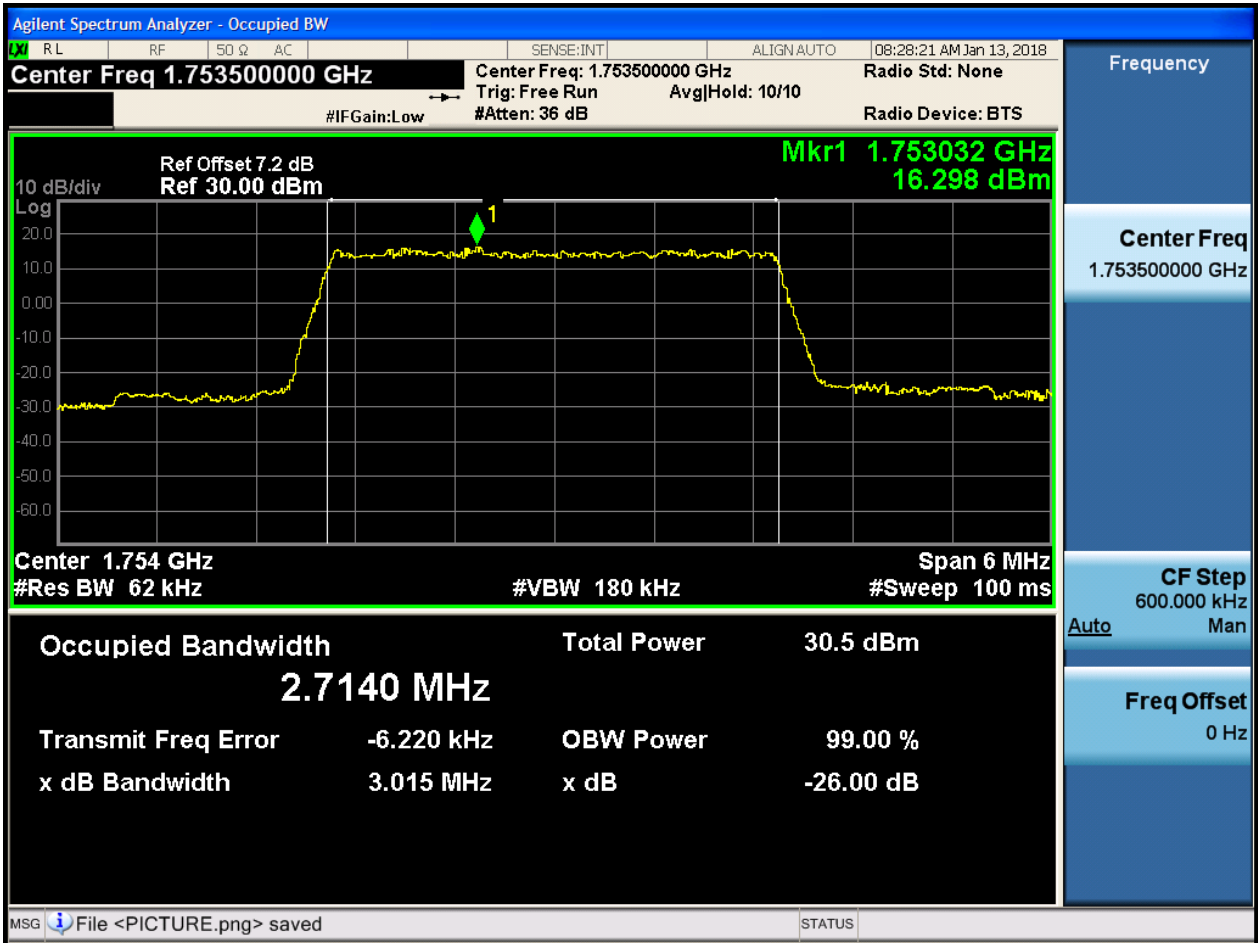 Agilent Spectrum Analyzer - Occupied BW
LXI RL RF 50 Ω AC SENSE:INT ALIGNAUTO 08:28:21 AM Jan 13, 2018
Center Freq 1.753500000 GHz
Center Freq: 1.753500000 GHz
Radio Std: None
Trig: Free Run Avg|Hold: 10/10
#IFGain:Low
#Atten: 36 dB
Radio Device: BTS
Mkr1 1.753032 GHz
16.298 dBm
Ref Offset 7.2 dB
10 dB/div Ref 30.00 dBm
Log
1
20.0
10.0
0.00
-10.0
-20.0
-30.0
-40.0
-50.0
-60.0
Center 1.754 GHz Span 6 MHz
#Res BW 62 kHz #VBW 180 kHz #Sweep 100 ms
Occupied Bandwidth Total Power 30.5 dBm
2.7140 MHz
Transmit Freq Error -6.220 kHz OBW Power 99.00 %
x dB Bandwidth 3.015 MHz x dB -26.00 dB
Frequency
Center Freq
1.753500000 GHz
CF Step
600.000 kHz
Auto Man
Freq Offset
0 Hz
MSG File <PICTURE.png> saved STATUS